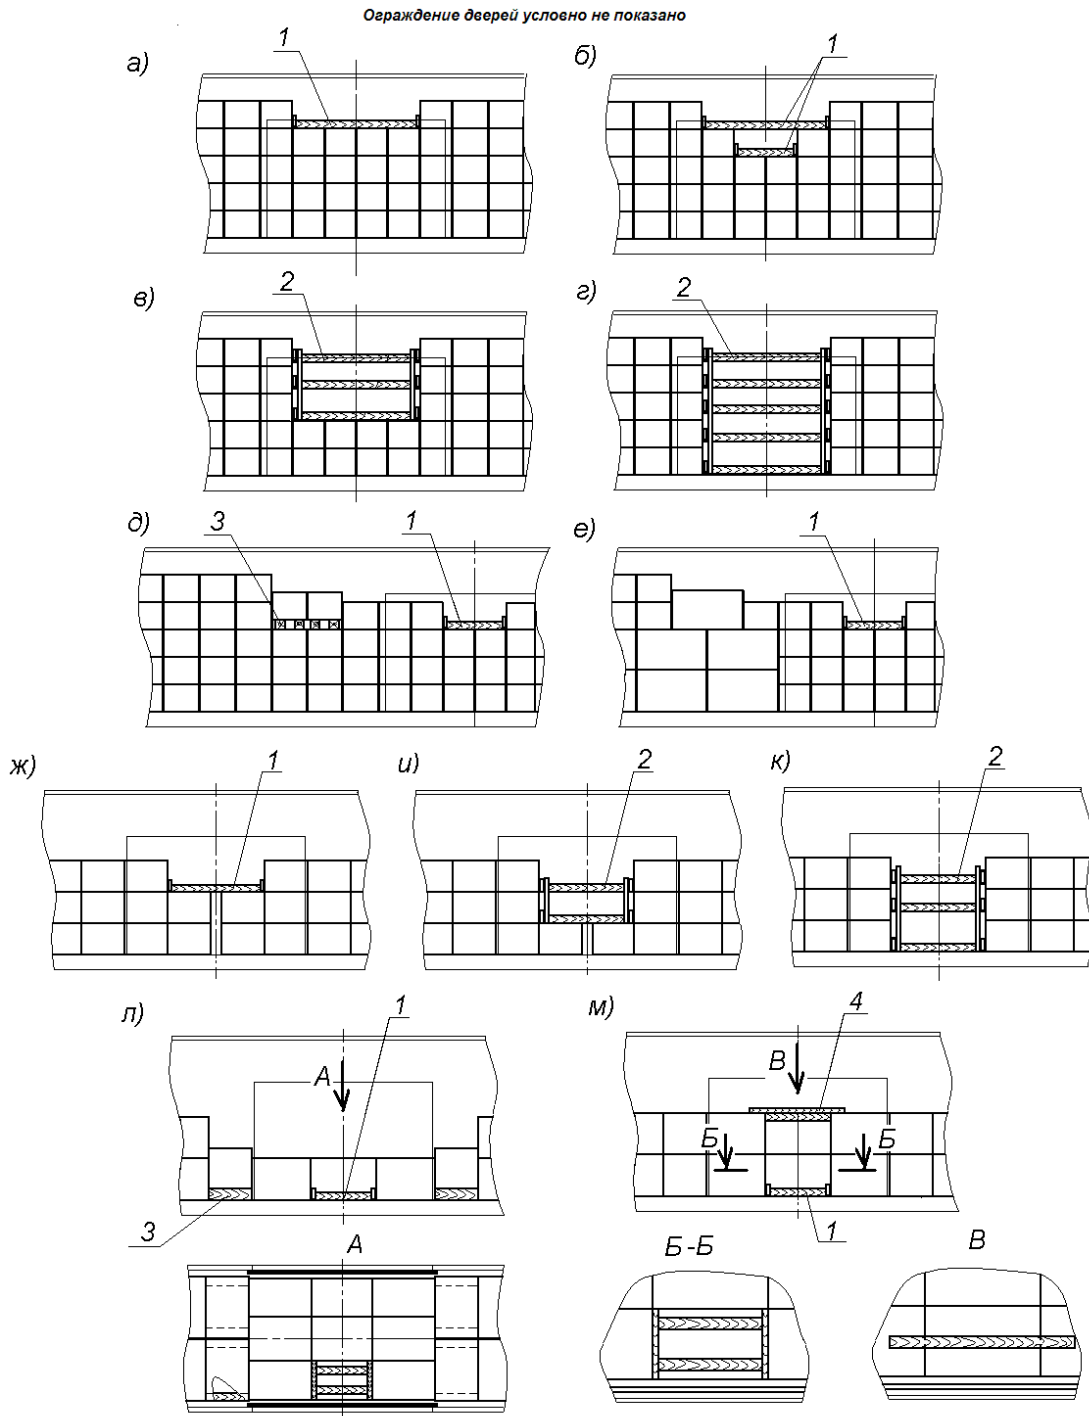 Ограждение дверей условно не показано
а) 1
б) 1
в) 2
г) 2
д) 3 1
е) 1
ж) 1
и) 2
к) 2
л) 1
А
3
м) 4
В
Б Б
1
А
Б-Б
В